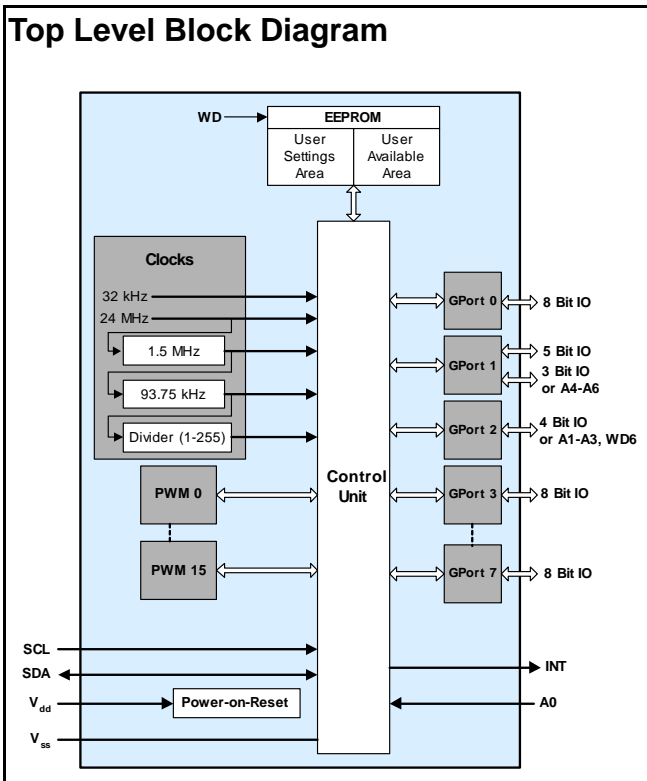 Top Level Block Diagram
WD
EEPROM
User
Settings
Area
User
Available
Area
Clocks
32 kHz
24 MHz
1.5 MHz
93.75 kHz
Divider (1-255)
PWM 0
PWM 15
Control
Unit
GPort 0
8 Bit IO
GPort 1
5 Bit IO
3 Bit IO
or A4-A6
GPort 2
4 Bit IO
or A1-A3, WD6
GPort 3
8 Bit IO
GPort 7
8 Bit IO
SCL
SDA
Vdd
Power-on-Reset
Vss
INT
A0